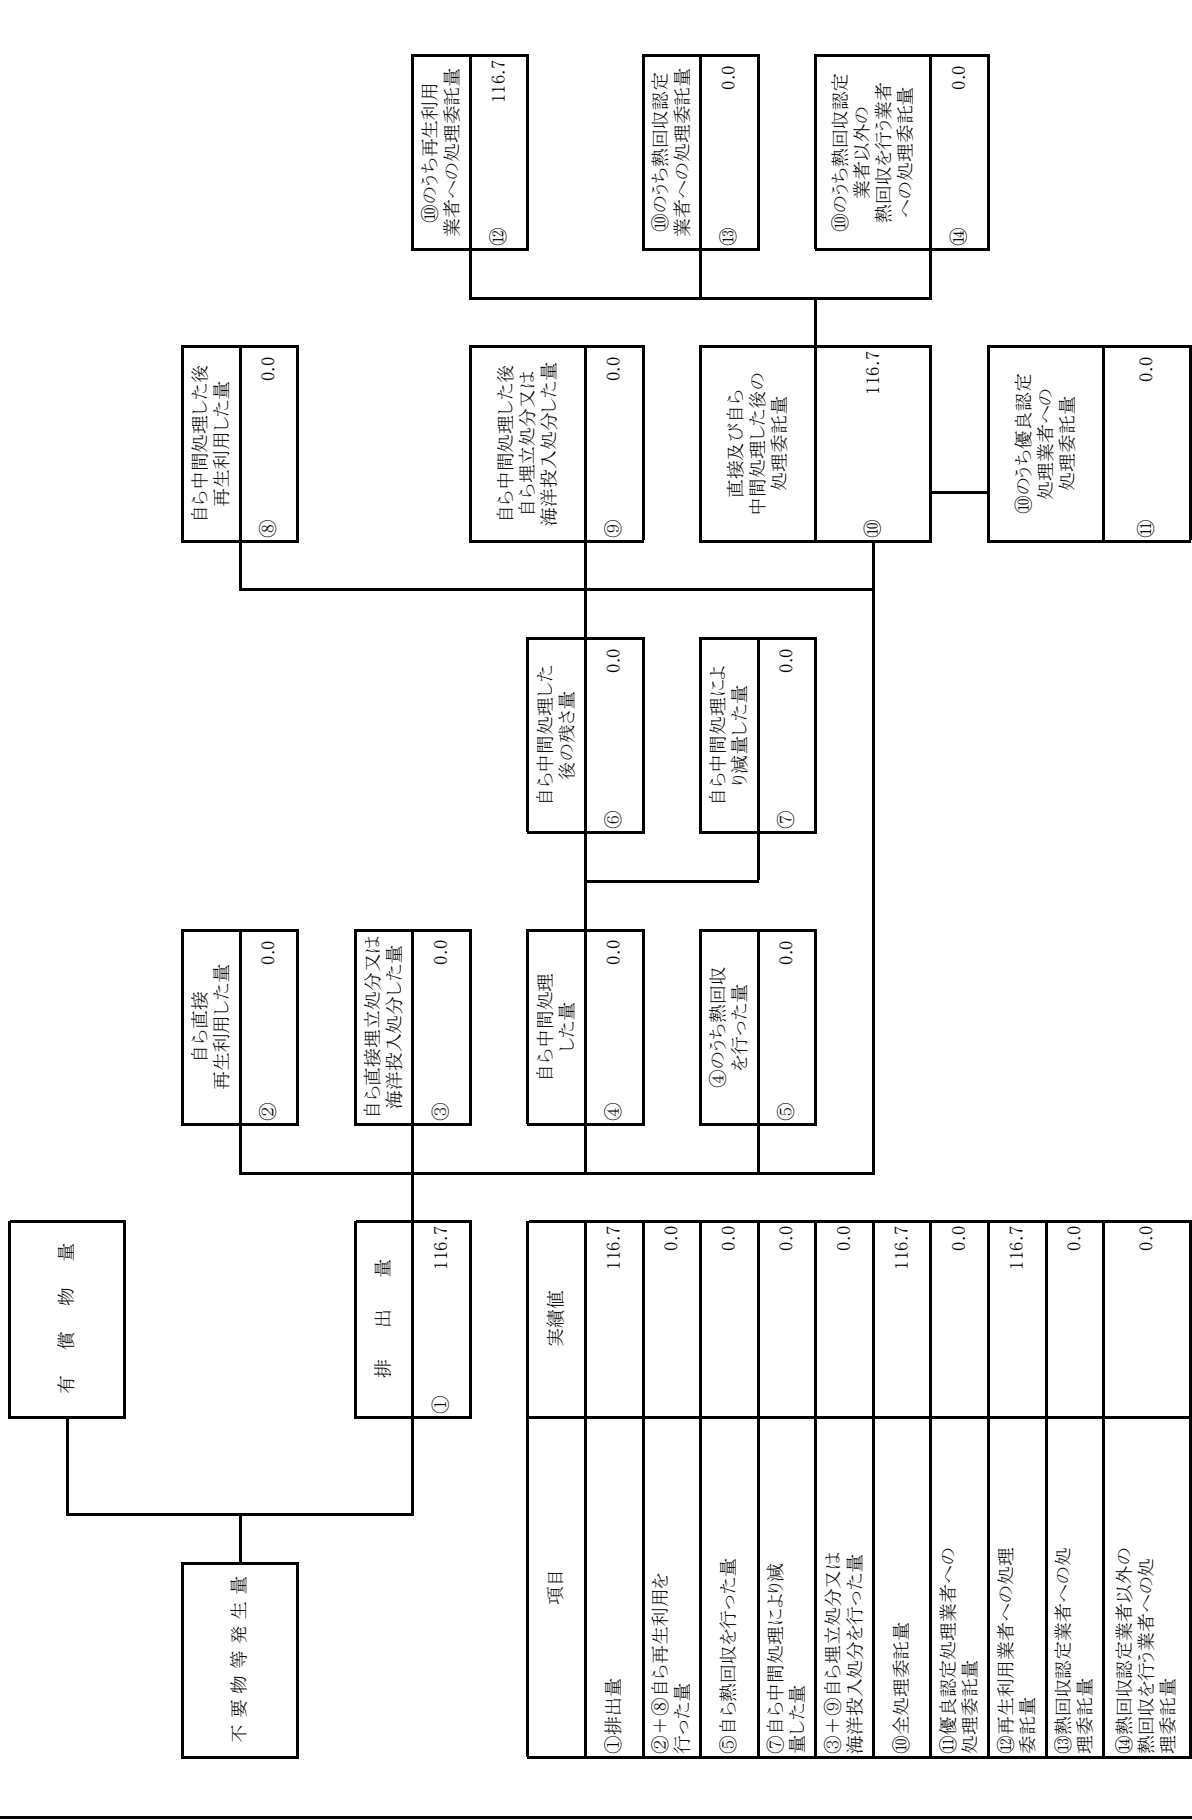 不要物等発生量
有償物量
排出量
① 116.7
自ら直接
再生利用した量
② 0.0
自ら直接埋立処分又は
海洋投入処分した量
③ 0.0
自ら中間処理
した量
④ 0.0
④のうち熱回収
を行った量
⑤ 0.0
自ら中間処理した
後の残さ量
⑥ 0.0
自ら中間処理によ
り減量した量
⑦ 0.0
自ら中間処理した後
再生利用した量
⑧ 0.0
自ら中間処理した後
自ら埋立処分又は
海洋投入処分した量
⑨ 0.0
直接及び自ら
中間処理した後の
処理委託量
⑩ 116.7
⑩のうち優良認定
処理業者への
処理委託量
⑪ 0.0
⑩のうち再生利用
業者への処理委託量
⑫ 116.7
⑩のうち熱回収認定
業者への処理委託量
⑬ 0.0
⑩のうち熱回収認定
業者以外の
熱回収を行う業者
への処理委託量
⑭ 0.0
項目 実績値
①排出量 116.7
②+⑧自ら再生利用を
行った量 0.0
⑤自ら熱回収を行った量 0.0
⑦自ら中間処理により減
量した量 0.0
③+⑨自ら埋立処分又は
海洋投入処分を行った量 0.0
⑩全処理委託量 116.7
⑪優良認定処理業者への
処理委託量 0.0
⑫再生利用業者への処理
委託量 116.7
⑬熱回収認定業者への処
理委託量 0.0
⑭熱回収認定業者以外の
熱回収を行う業者への処
理委託量 0.0